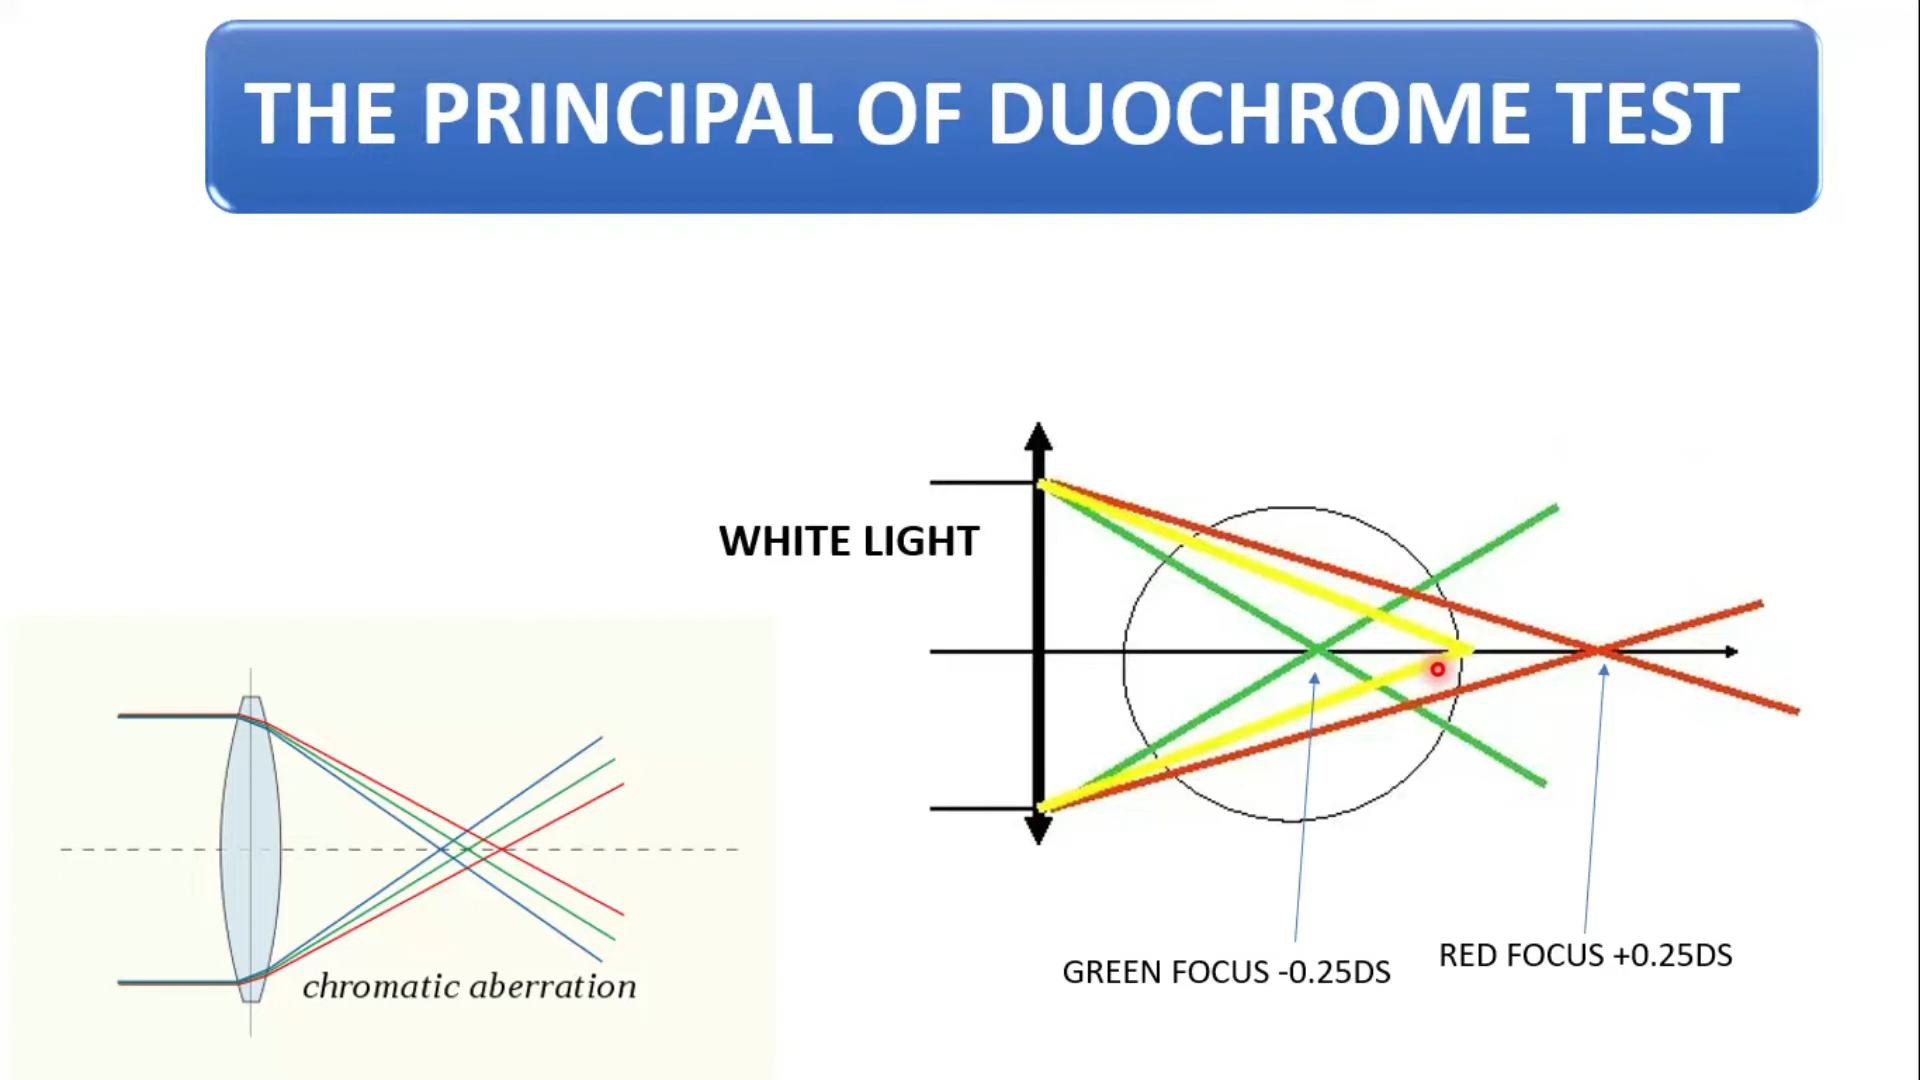 THE PRINCIPAL OF DUOCHROME TEST
WHITE LIGHT
chromatic aberration
GREEN FOCUS -0.25DS
RED FOCUS +0.25DS